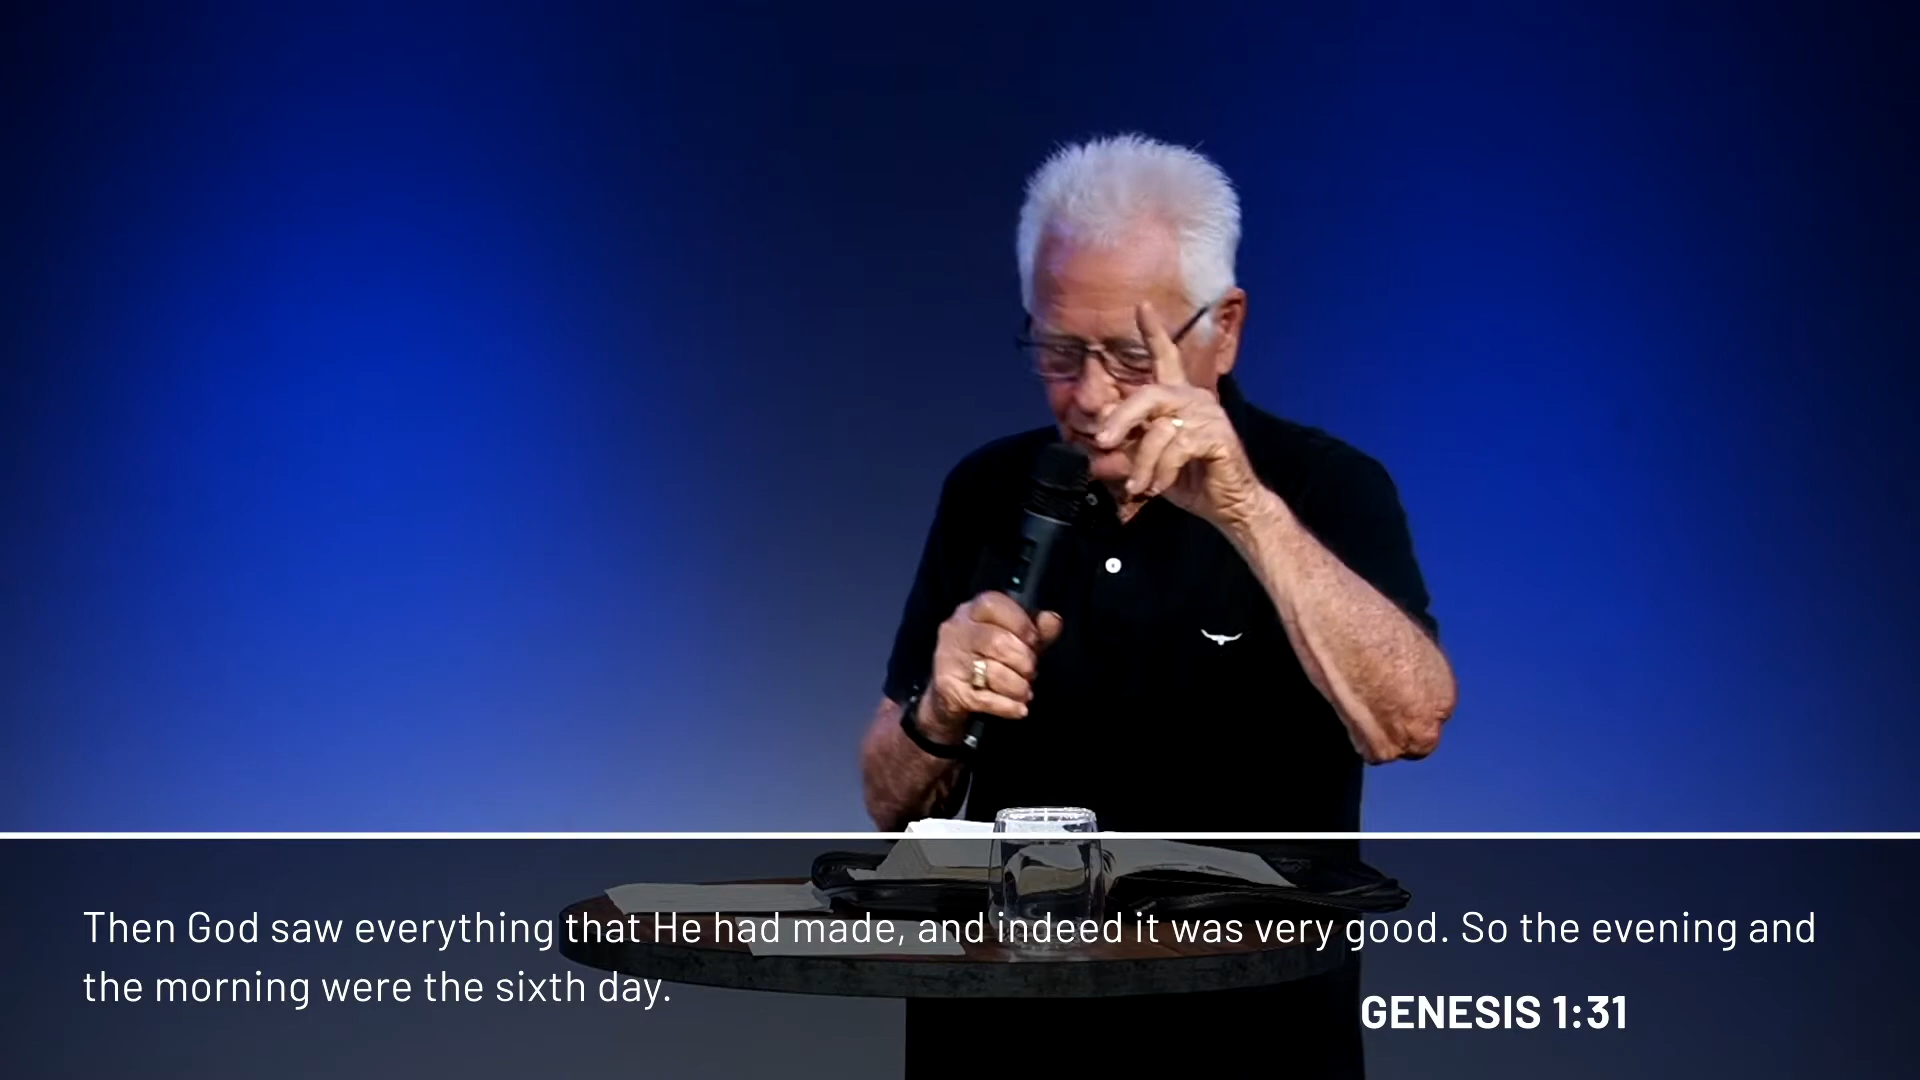 Then God saw everything that He had made, and indeed it was very good. So the evening and
the morning were the sixth day.
GENESIS 1:31